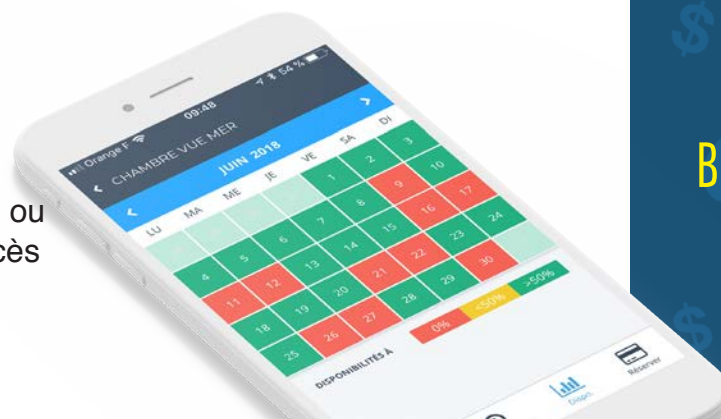 Orange F 09:48 54 %
CHAMBRE VUE MER
JUIN 2018
LU MA ME JE VE SA DI
1 2 3
4 5 6 7 8 9 10
11 12 13 14 15 16 17
18 19 20 21 22 23 24
25 26 27 28 29 30
DISPONIBILITÉS À 0% <50% >50%
Dispo. Réserver
ou
cès
B
$
$